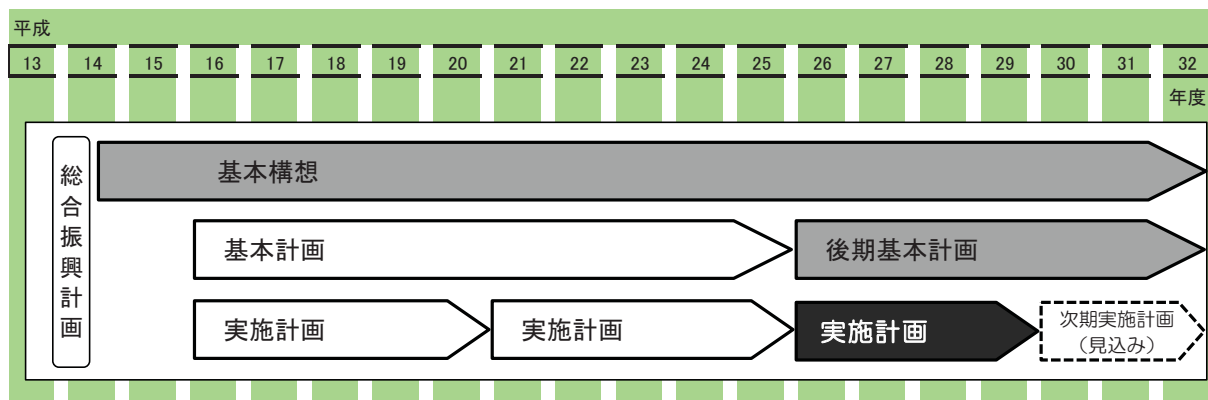 平成
13 14 15 16 17 18 19 20 21 22 23 24 25 26 27 28 29 30 31 32
年度
総合振興計画
基本構想
基本計画
後期基本計画
実施計画
実施計画
実施計画
次期実施計画
（見込み）